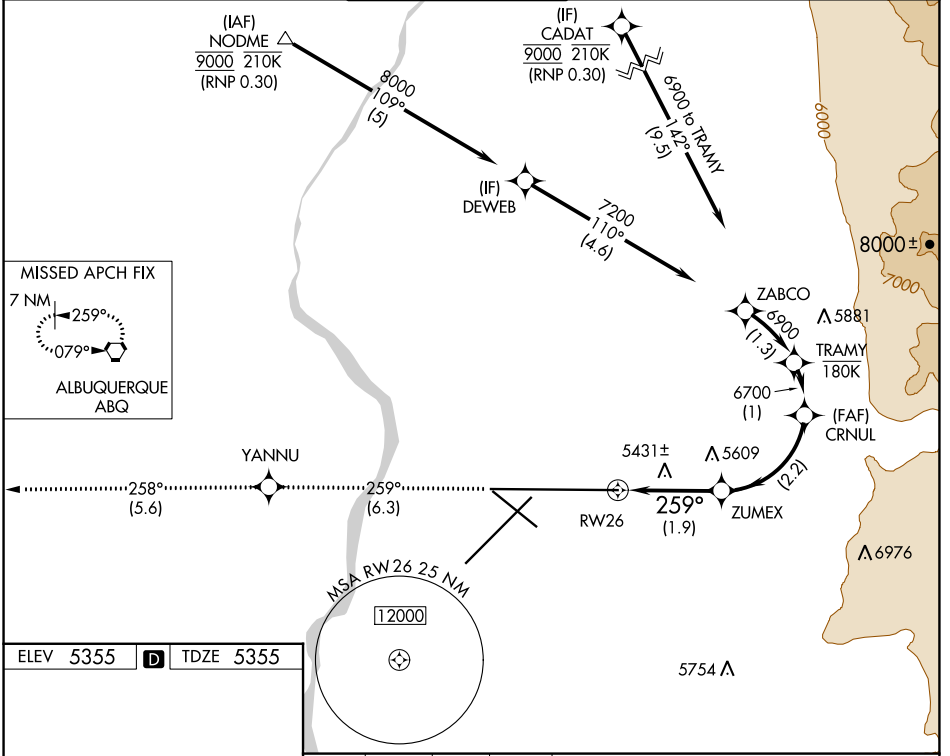 (IAF)
NODME
9000 210K
(RNP 0.30)
(IF)
CADAT
9000 210K
(RNP 0.30)
8000
109°
(5)
6900 to TRAMY
142°
(9.5)
6000
(IF)
DEWEB
7200
110°
(4.6)
8000±
7000
MISSED APCH FIX
7 NM
259°
079°
ALBUQUERQUE
ABQ
ZABCO
6900
(1.3)
5881
TRAMY
180K
6700
(1)
(FAF)
CRNUL
(2.2)
YANNU
5431±
5609
258°
(5.6)
259°
(6.3)
RW26
259°
(1.9)
ZUMEX
6976
MSA RW26 25 NM
12000
5754
ELEV 5355 D TDZE 5355